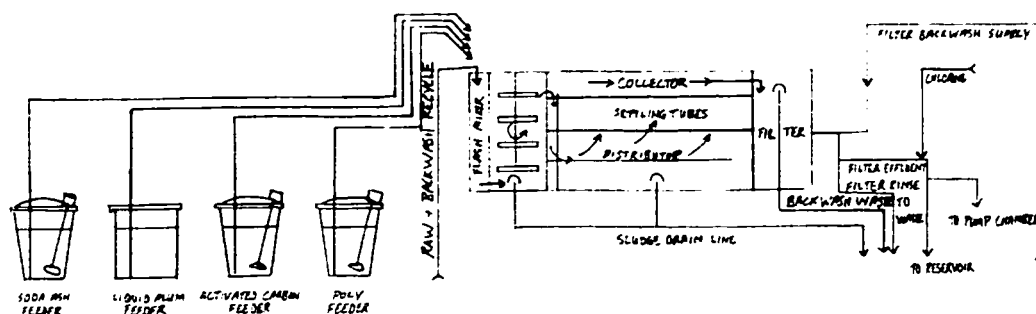 FILTER BACKWASH SUPPLY
CHLORINE
RAW + BACKWASH RECYCLE
FLASH MIXER
COLLECTOR
SETTLING TUBES
DISTRIBUTOR
FILTER
FILTER EFFLUENT
FILTER RINSE
BACKWASH WASTE TO
WASTE
TO PUMP CHAMBER
SLUDGE DRAIN LINE
TO RESERVOIR
SODA ASH
FEEDER
LIQUID ALUM
FEEDER
ACTIVATED CARBON
FEEDER
POLY
FEEDER